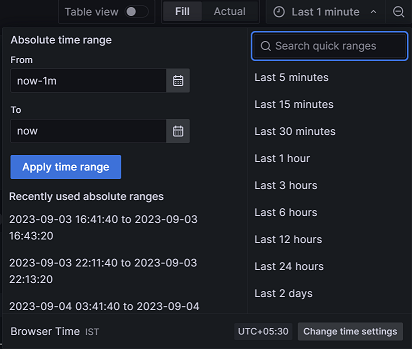 Table view
Fill
Actual
Last 1 minute
Absolute time range
From
now-1m
To
now
Apply time range
Recently used absolute ranges
2023-09-03 16:41:40 to 2023-09-03
16:43:20
2023-09-03 22:11:40 to 2023-09-03
22:13:20
2023-09-04 03:41:40 to 2023-09-04
Search quick ranges
Last 5 minutes
Last 15 minutes
Last 30 minutes
Last 1 hour
Last 3 hours
Last 6 hours
Last 12 hours
Last 24 hours
Last 2 days
Browser Time IST
UTC+05:30
Change time settings